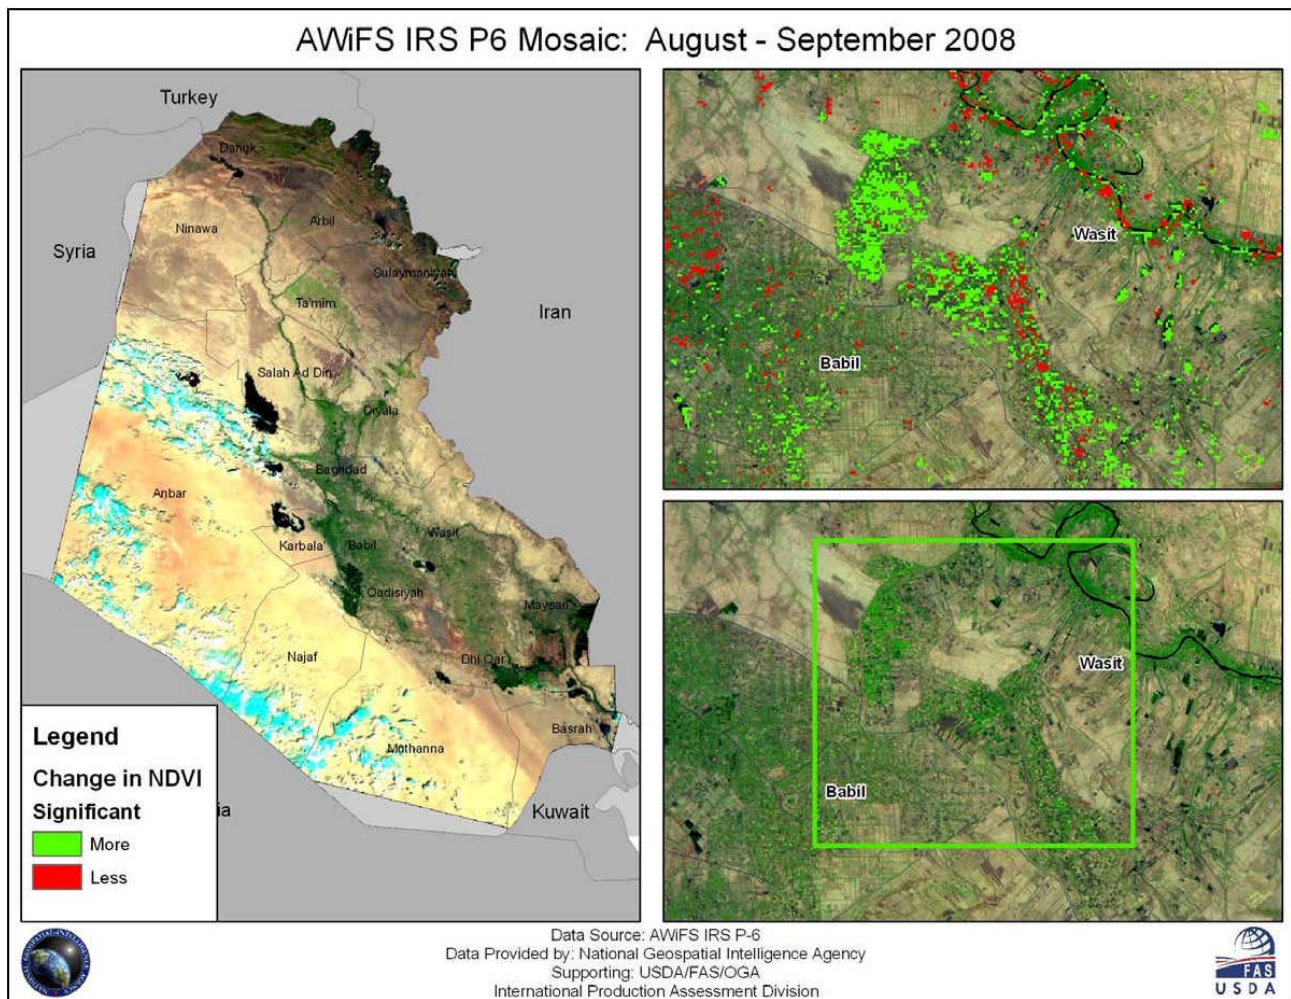 AWiFS IRS P6 Mosaic: August - September 2008
Turkey
Dahuk
Ninawa
Arbil
Syria
Sulaymaniyah
Ta'mim
Iran
Salah Ad Din
Diyala
Baghdad
Anbar
Wasit
Karbala'
Babil
Qadisiyah
Maysan
Najaf
Dhi Qar
Basrah
Muthanna
Kuwait
ia
Legend
Change in NDVI
Significant
More
Less
Wasit
Babil
Wasit
Babil
Data Source: AWiFS IRS P-6
Data Provided by: National Geospatial Intelligence Agency
Supporting: USDA/FAS/OGA
International Production Assessment Division
FAS
USDA